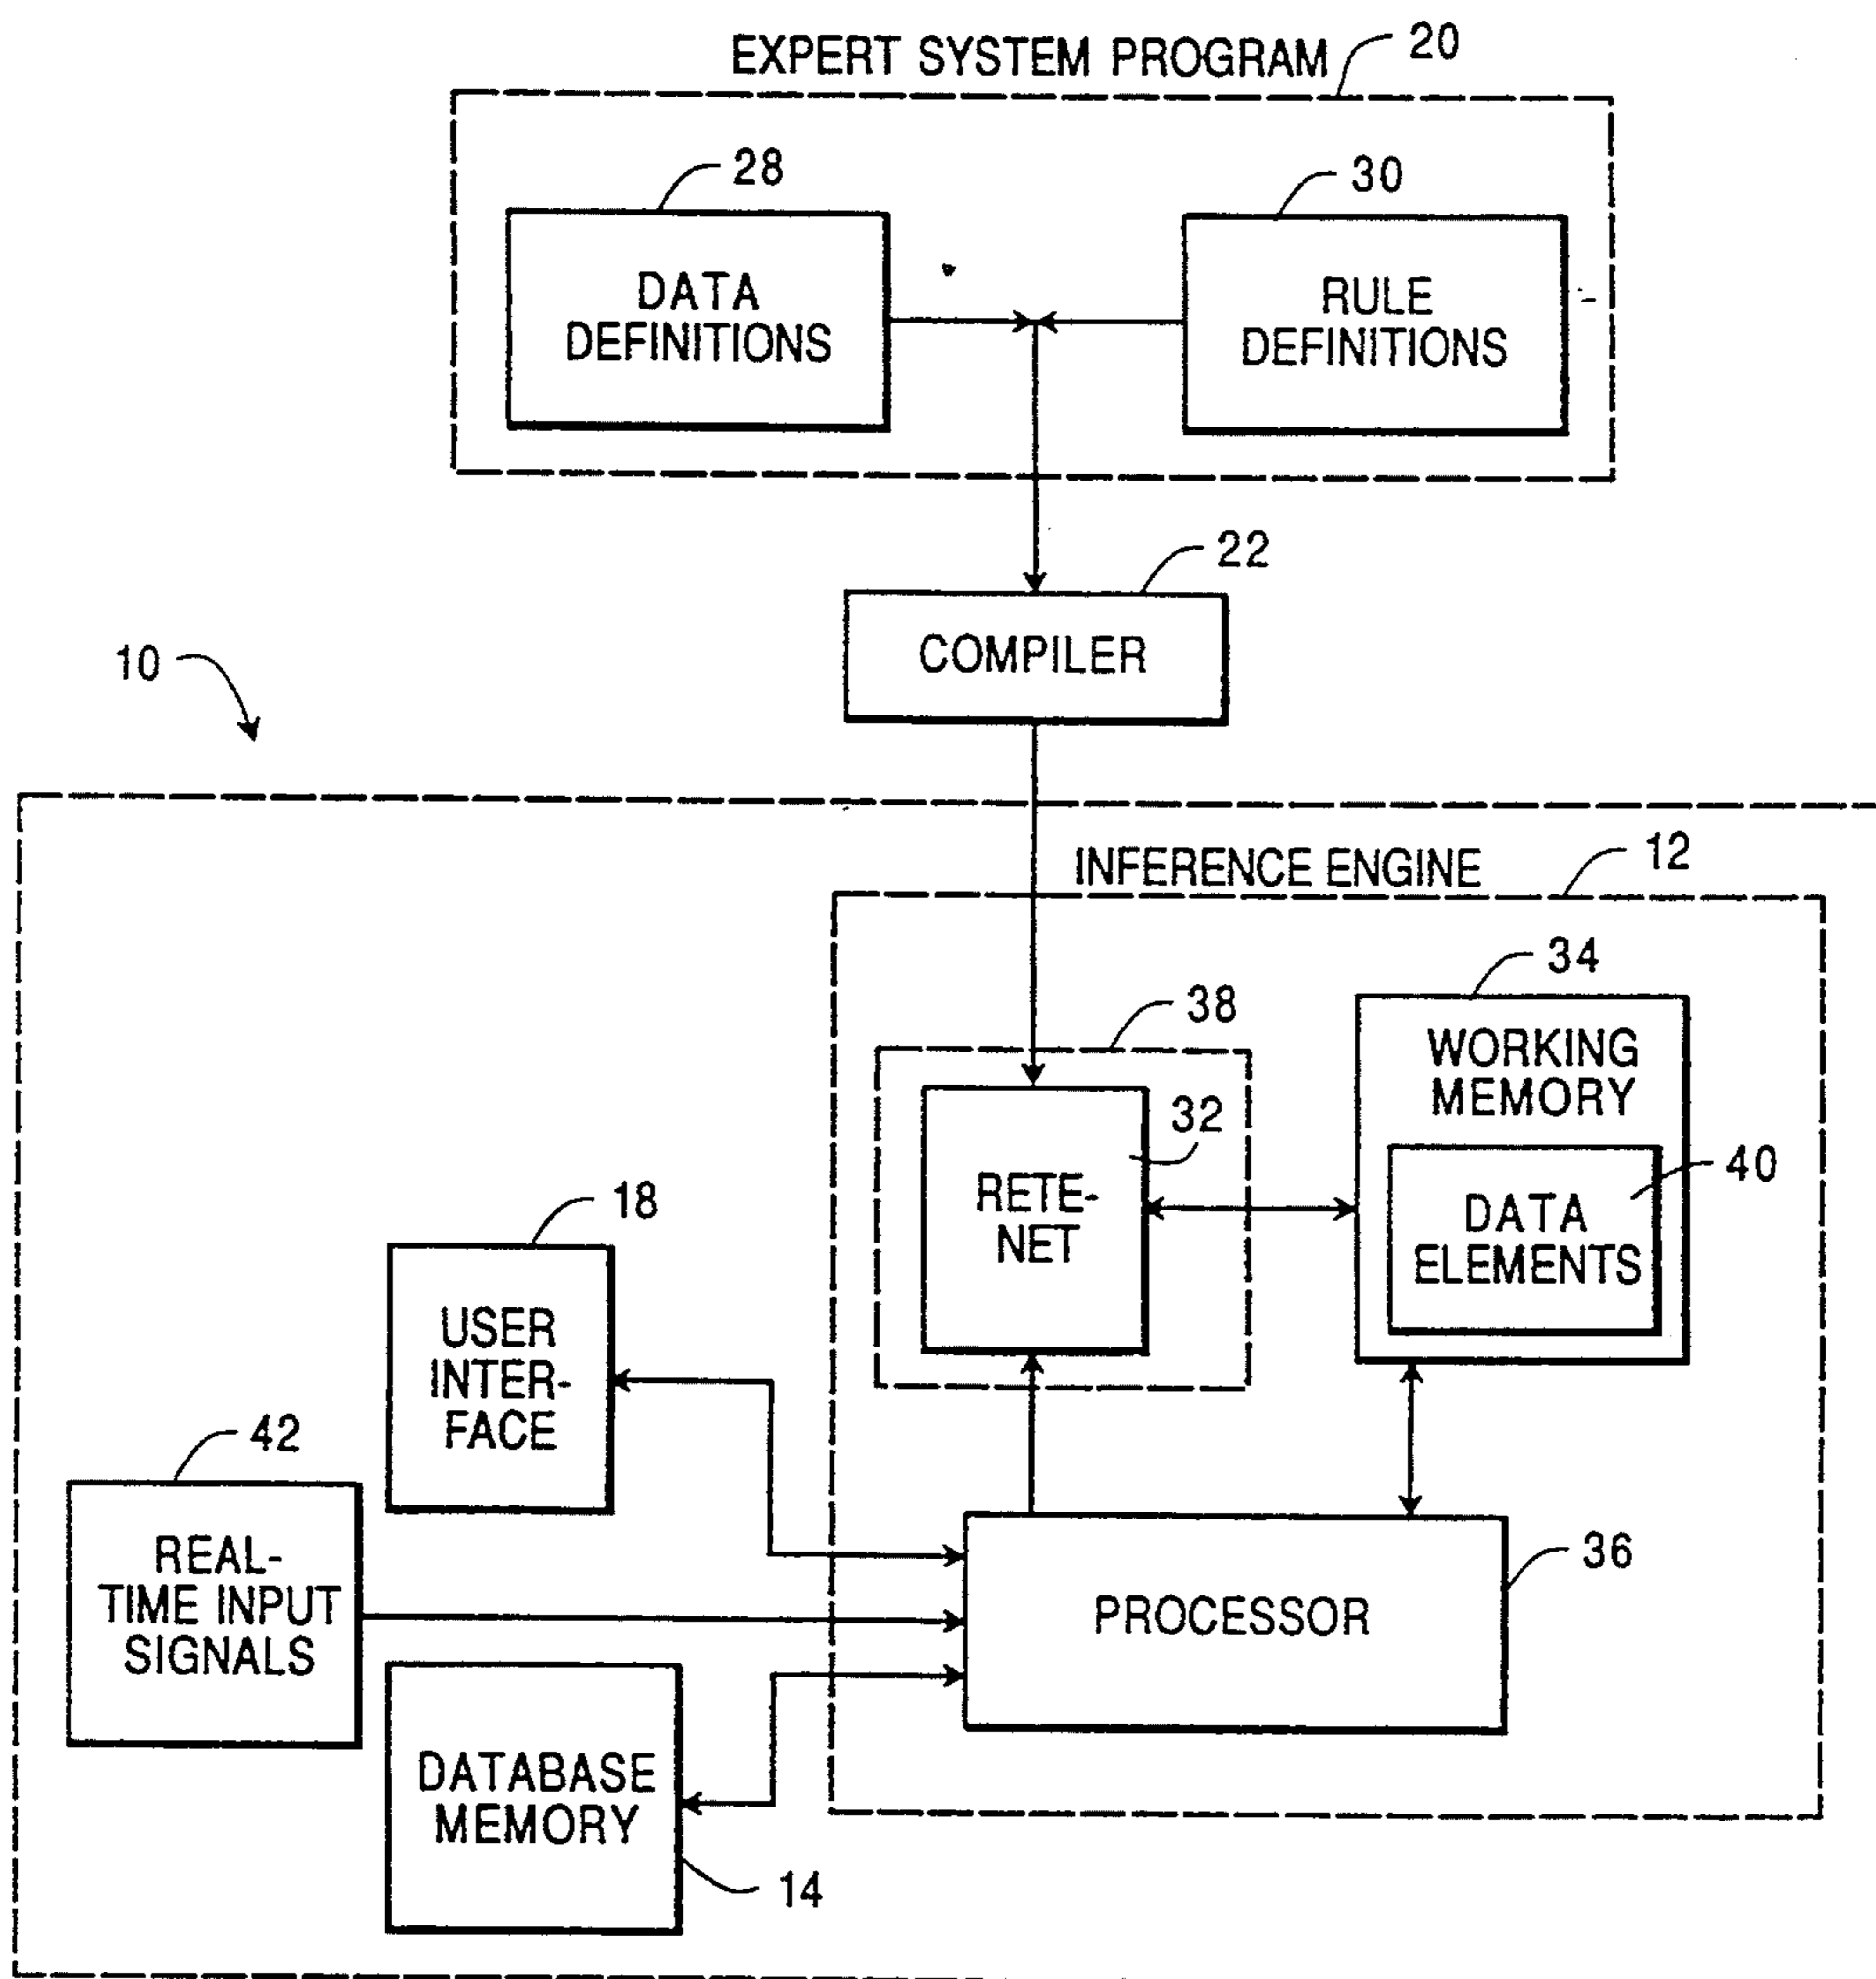 EXPERT SYSTEM PROGRAM
20
28
30
DATA
DEFINITIONS
RULE
DEFINITIONS
22
COMPILER
10
INFERENCE ENGINE
12
34
38
WORKING
MEMORY
32
RETE-
NET
40
DATA
ELEMENTS
18
USER
INTER-
FACE
42
REAL-
TIME INPUT
SIGNALS
36
PROCESSOR
DATABASE
MEMORY
14